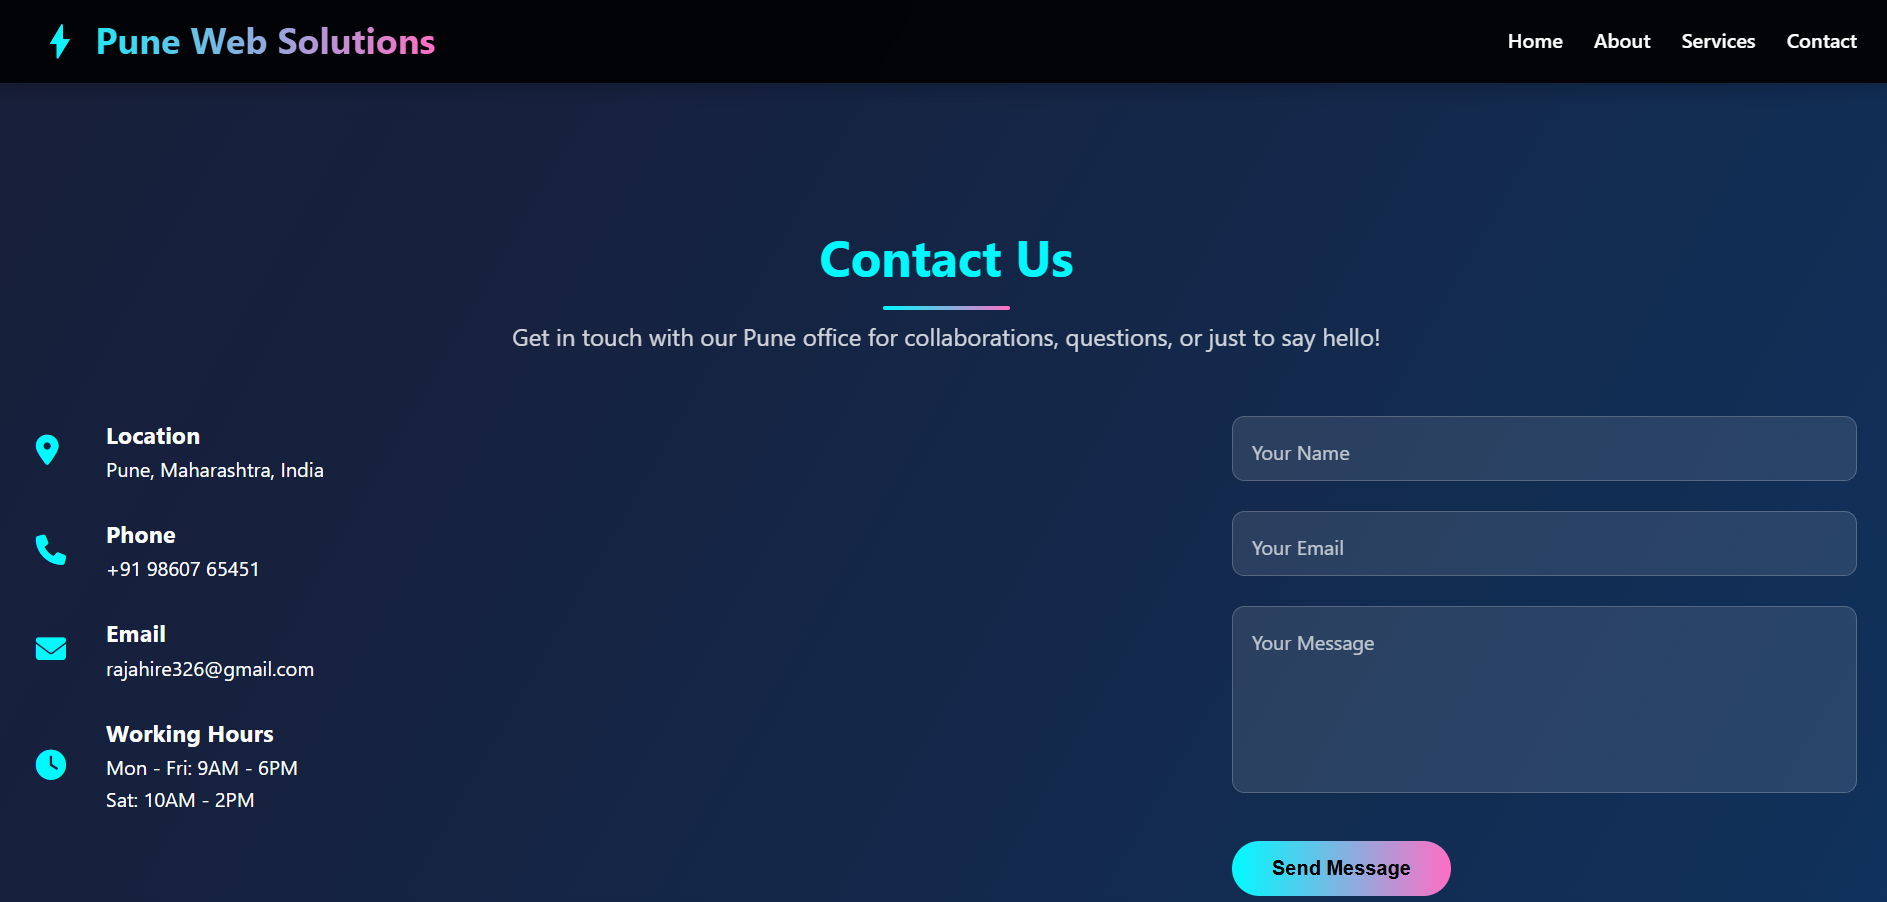 Pune Web Solutions
Home
About
Services
Contact
Contact Us
Get in touch with our Pune office for collaborations, questions, or just to say hello!
Location
Pune, Maharashtra, India
Phone
+91 98607 65451
Email
rajahire326@gmail.com
Working Hours
Mon - Fri: 9AM - 6PM
Sat: 10AM - 2PM
Your Name
Your Email
Your Message
Send Message